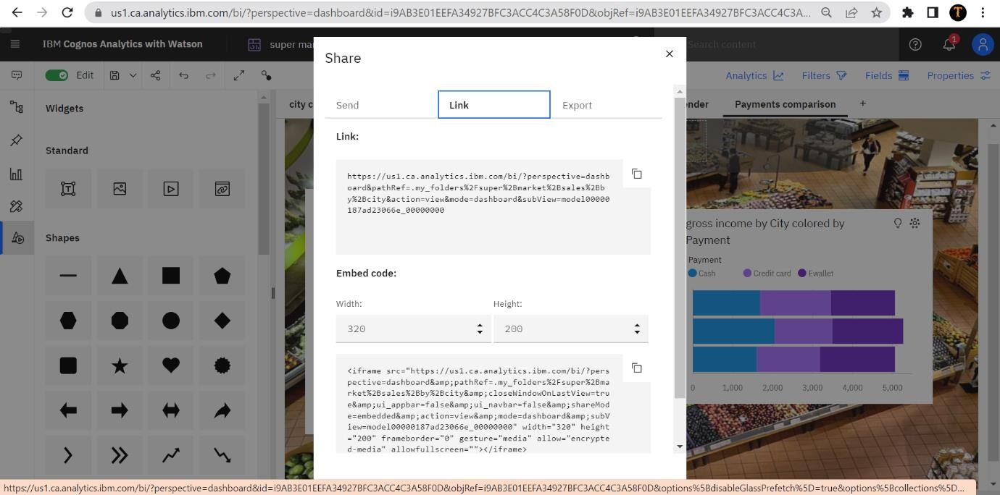 us1.ca.analytics.ibm.com/bi/?perspective=dashboard&id=i9AB3E01EEFA34927BFC3ACC4C3A58F0D&objRef=i9AB3E01EEFA34927BFC3ACC4C3A...
T
IBM Cognos Analytics with Watson
super ma
Search content
1
Edit
Analytics
Filters
Fields
Properties
Share
Send
Link
Export
city c
nder
Payments comparison
+
Widgets
Standard
Shapes
Link:
https://us1.ca.analytics.ibm.com/bi/?perspective=dashb
oard&pathRef=.my_folders%2Fsuper%2Bmarket%2Bsales%2Bb
y%2Bcity&action=view&mode=dashboard&subView=model00000
187ad23066e_00000000
Embed code:
Width:
Height:
320
200
<iframe src="https://us1.ca.analytics.ibm.com/bi/?pers
pective=dashboard&amp;pathRef=.my_folders%2Fsuper%2Bma
rket%2Bsales%2Bby%2Bcity&amp;closeWindowOnLastView=tru
e&amp;ui_appbar=false&amp;ui_navbar=false&amp;shareMod
e=embedded&amp;action=view&amp;mode=dashboard&amp;subV
iew=model00000187ad23066e_00000000" width="320" height
="200" frameborder="0" gesture="media" allow="encrypte
d-media" allowfullscreen=""></iframe>
gross income by City colored by
Payment
Payment
Cash
Credit card
Ewallet
0
1,000
2,000
3,000
4,000
5,000
https://us1.ca.analytics.ibm.com/bi/?perspective=dashboard&id=i9AB3E01EEFA34927BFC3ACC4C3A58F0D&objRef=i9AB3E01EEFA34927BFC3ACC4C3A58F0D&options%5BdisableGlassPrefetch%5D=true&options%5Bcollections%5D...